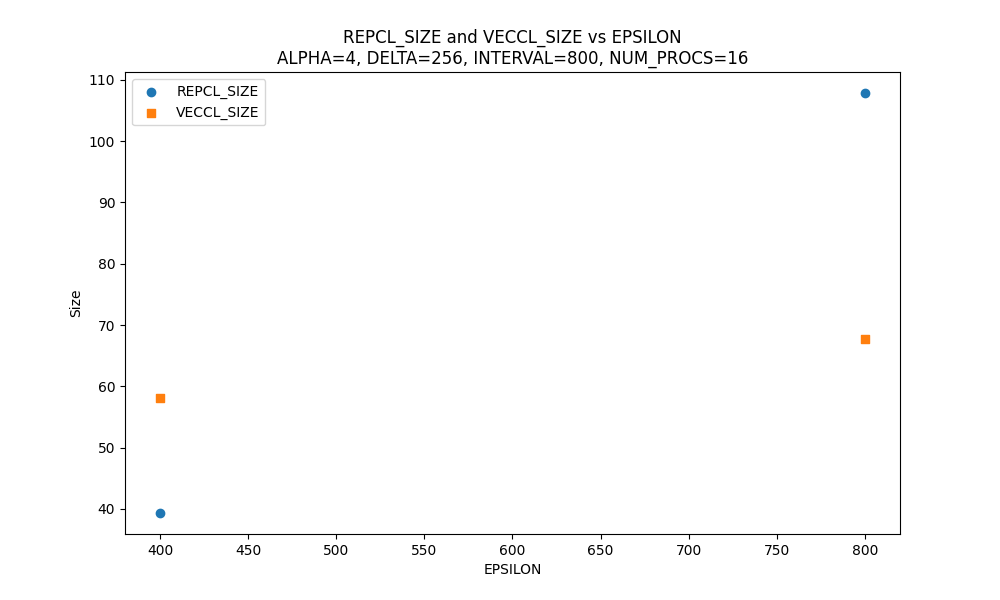 REPCL_SIZE and VECCL_SIZE vs EPSILON
ALPHA=4, DELTA=256, INTERVAL=800, NUM_PROCS=16
REPCL_SIZE
VECCL_SIZE
110
100
90
80
70
60
50
40
Size
400 450 500 550 600 650 700 750 800
EPSILON